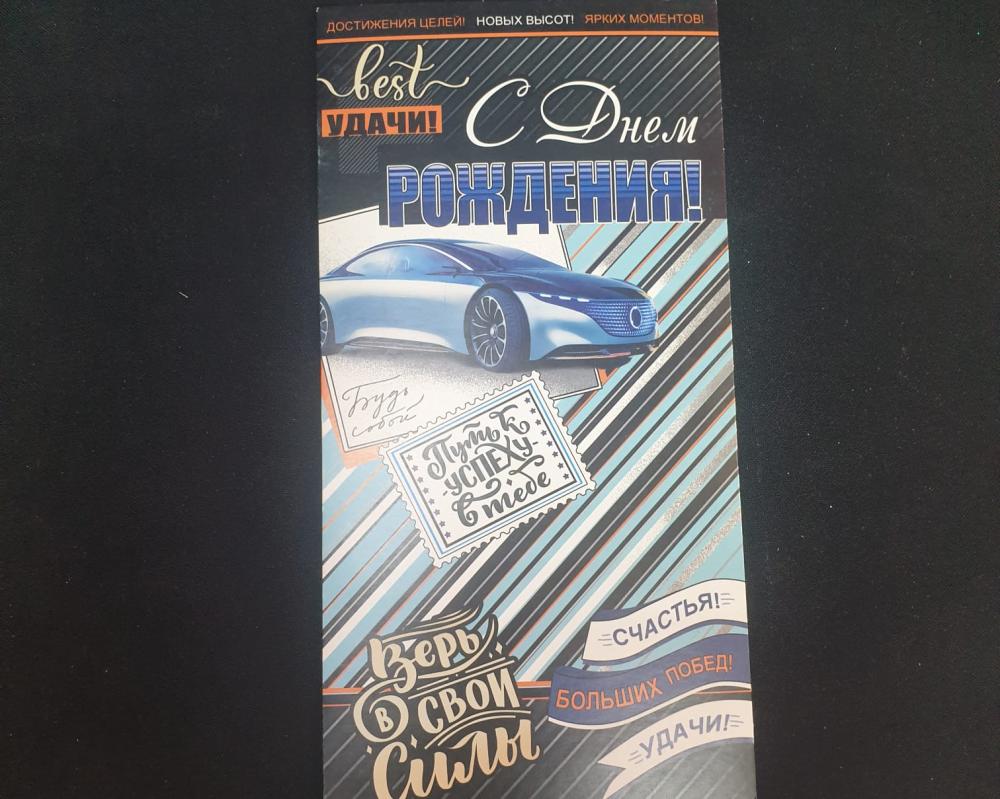 ДОСТИЖЕНИЯ ЦЕЛЕЙ! НОВЫХ ВЫСОТ! ЯРКИХ МОМЕНТОВ!
best
УДАЧИ!
С Днем
РОЖДЕНИЯ!
Будь
собой
Путь к
УСПЕХУ-
в тебе
СЧАСТЬЯ!
БОЛЬШИХ ПОБЕД!
УДАЧИ!
Верь
в СВОИ
Силы